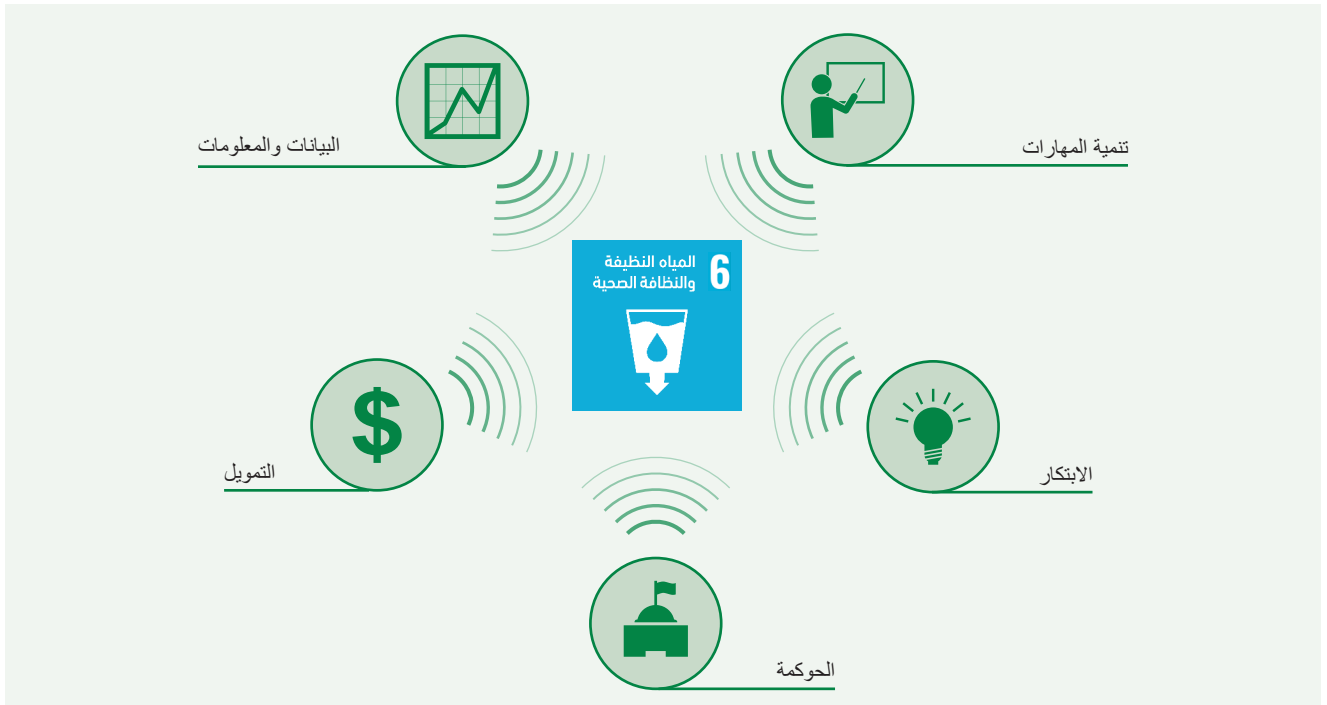 تنمية المهارات
البيانات والمعلومات
6 المياه النظيفة
والنظافة الصحية
الابتكار
$
التمويل
الحوكمة